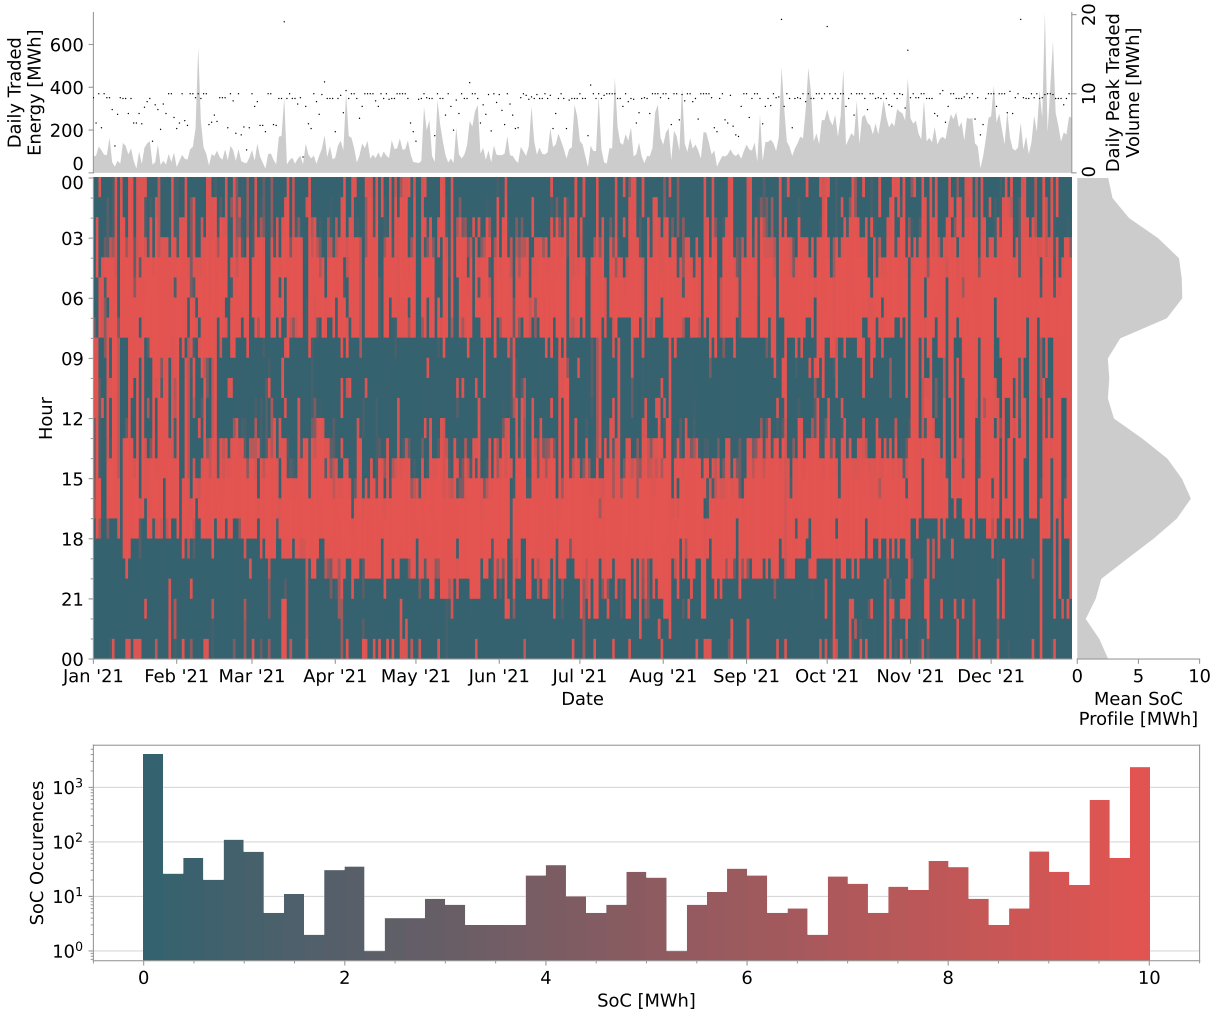 Daily Traded
Energy [MWh]
600
400
200
0
20
10
0
Daily Peak Traded
Volume [MWh]
Hour
00
03
06
09
12
15
18
21
00
Jan '21 Feb '21 Mar '21 Apr '21 May '21 Jun '21 Jul '21 Aug '21 Sep '21 Oct '21 Nov '21 Dec '21
Date
0 5 10
Mean SoC
Profile [MWh]
SoC Occurences
10³
10²
10¹
10⁰
0 2 4 6 8 10
SoC [MWh]